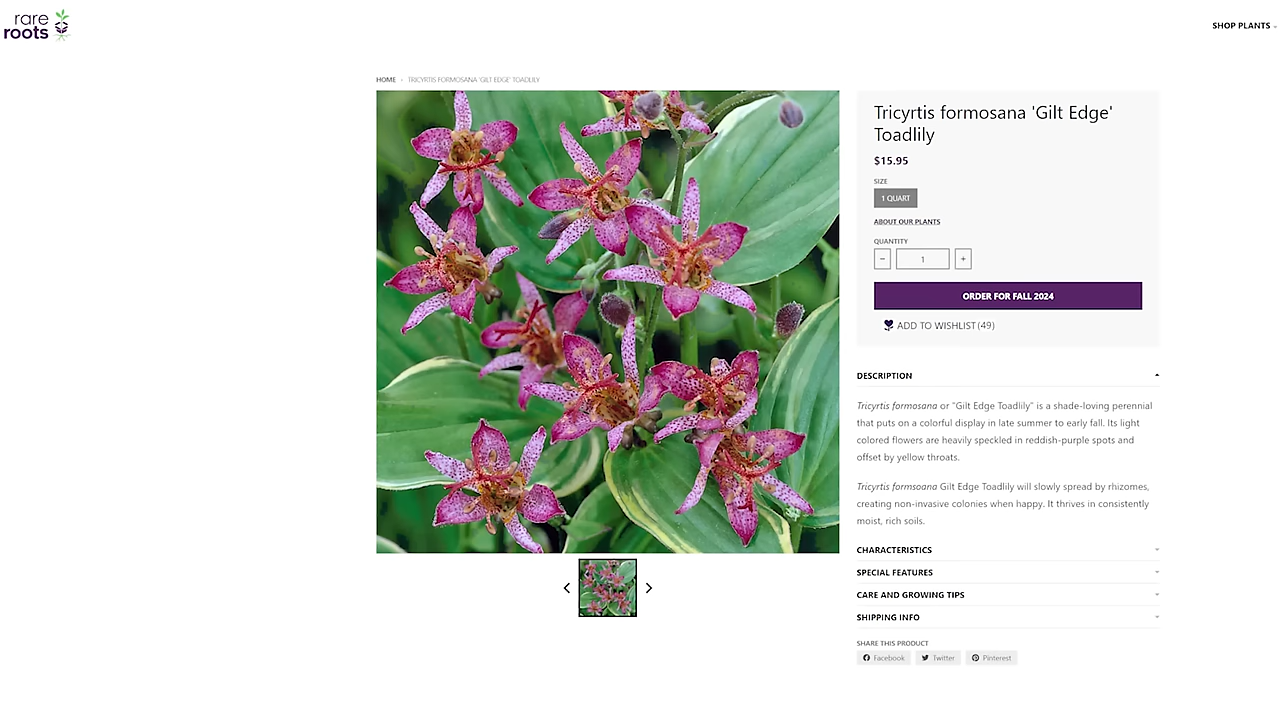 rare
roots
SHOP PLANTS
HOME › TRICYRTIS FORMOSANA 'GILT EDGE' TOADLILY
Tricyrtis formosana 'Gilt Edge'
Toadlily
$15.95
SIZE
1 QUART
ABOUT OUR PLANTS
QUANTITY
− 1 +
ORDER FOR FALL 2024
ADD TO WISHLIST (49)
DESCRIPTION
Tricyrtis formosana or "Gilt Edge Toadlily" is a shade-loving perennial
that puts on a colorful display in late summer to early fall. Its light
colored flowers are heavily speckled in reddish-purple spots and
offset by yellow throats.
Tricyrtis formsoana Gilt Edge Toadlily will slowly spread by rhizomes,
creating non-invasive colonies when happy. It thrives in consistently
moist, rich soils.
CHARACTERISTICS
SPECIAL FEATURES
CARE AND GROWING TIPS
SHIPPING INFO
SHARE THIS PRODUCT
Facebook Twitter Pinterest